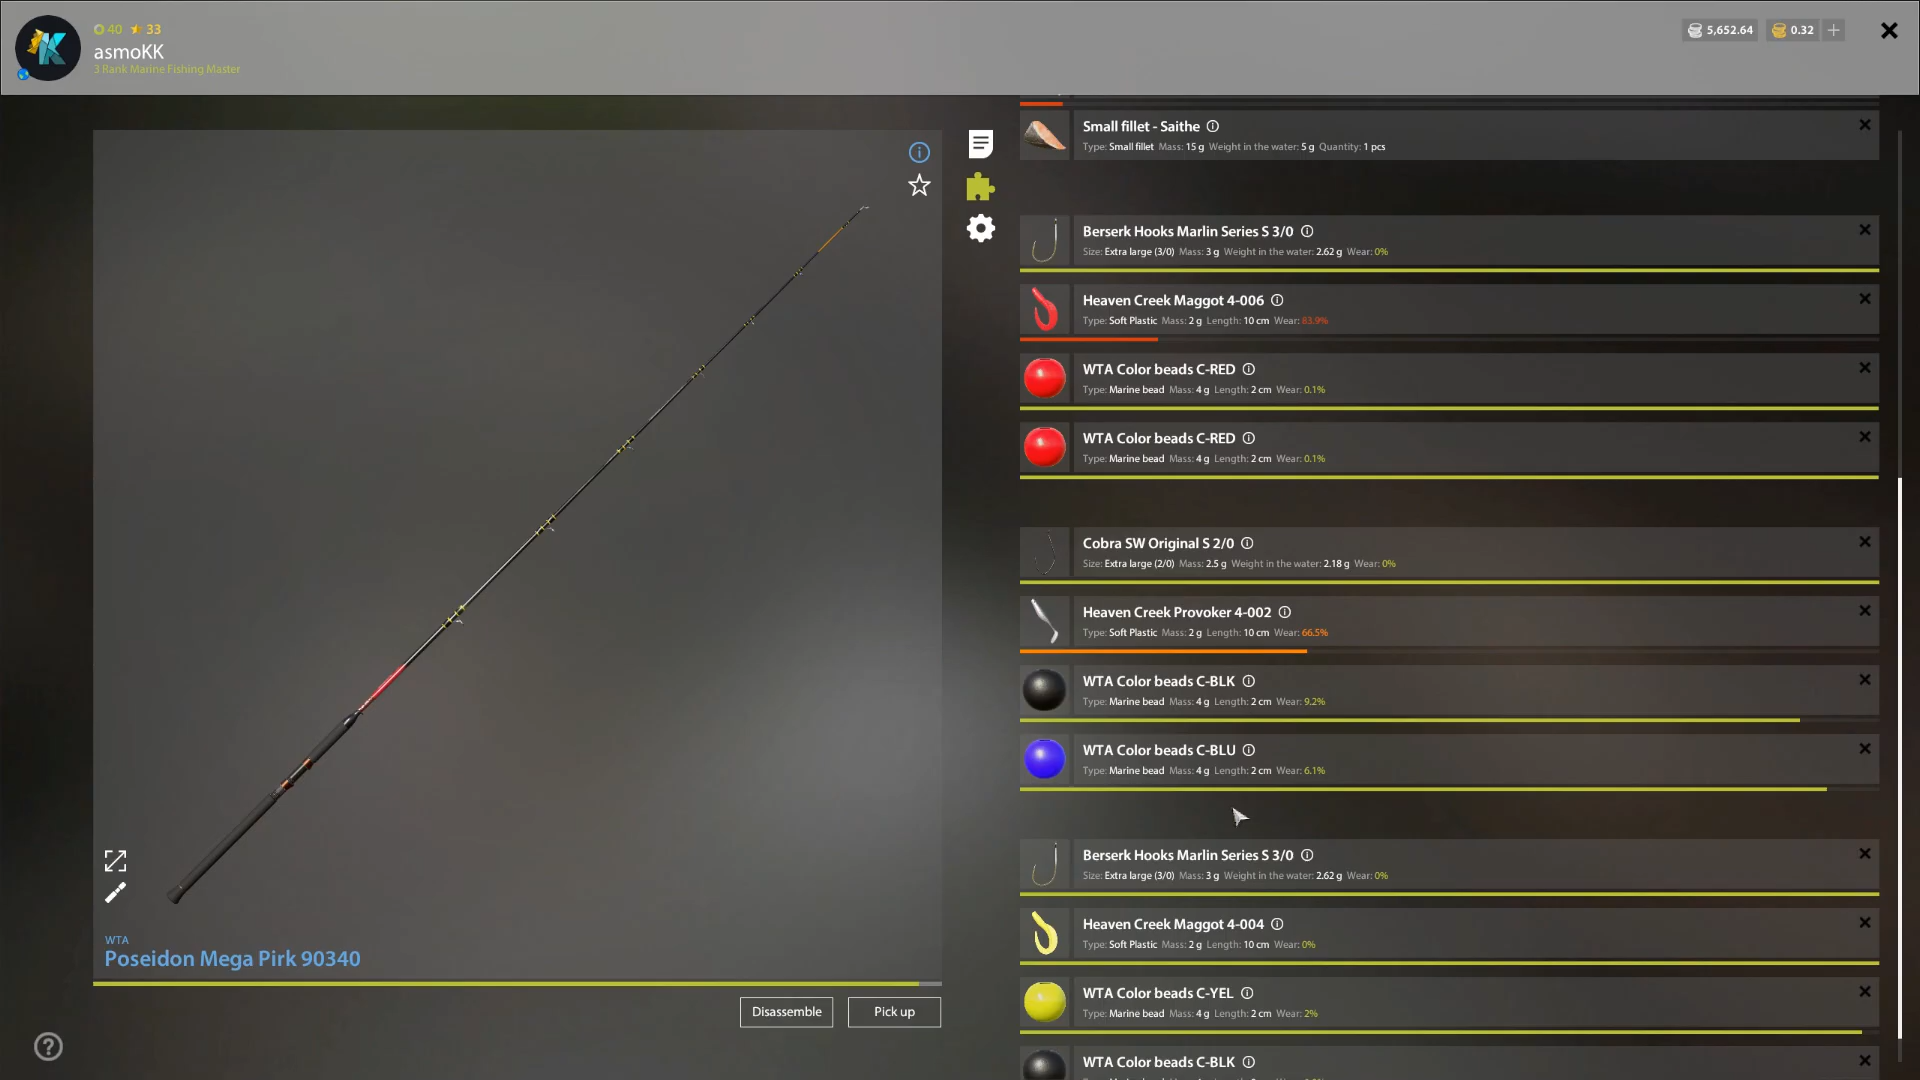 40 33
asmoKK
3 Rank Marine Fishing Master
5,652.64 0.32
Small fillet - Saithe
Type: Small fillet Mass: 15 g Weight in the water: 5 g Quantity: 1 pcs
Berserk Hooks Marlin Series S 3/0
Size: Extra large (3/0) Mass: 3 g Weight in the water: 2.62 g Wear: 0%
Heaven Creek Maggot 4-006
Type: Soft Plastic Mass: 2 g Length: 10 cm Wear: 83.9%
WTA Color beads C-RED
Type: Marine bead Mass: 4 g Length: 2 cm Wear: 0.1%
WTA Color beads C-RED
Type: Marine bead Mass: 4 g Length: 2 cm Wear: 0.1%
Cobra SW Original S 2/0
Size: Extra large (2/0) Mass: 2.5 g Weight in the water: 2.18 g Wear: 0%
Heaven Creek Provoker 4-002
Type: Soft Plastic Mass: 2 g Length: 10 cm Wear: 66.5%
WTA Color beads C-BLK
Type: Marine bead Mass: 4 g Length: 2 cm Wear: 9.2%
WTA Color beads C-BLU
Type: Marine bead Mass: 4 g Length: 2 cm Wear: 6.1%
Berserk Hooks Marlin Series S 3/0
Size: Extra large (3/0) Mass: 3 g Weight in the water: 2.62 g Wear: 0%
Heaven Creek Maggot 4-004
Type: Soft Plastic Mass: 2 g Length: 10 cm Wear: 0%
WTA Color beads C-YEL
Type: Marine bead Mass: 4 g Length: 2 cm Wear: 2%
WTA Color beads C-BLK
WTA
Poseidon Mega Pirk 90340
Disassemble Pick up